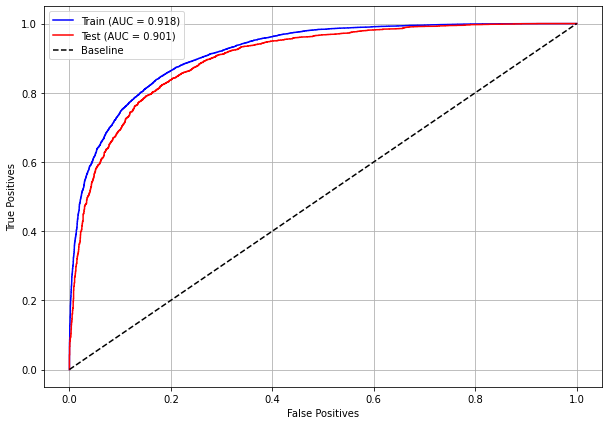 Train (AUC = 0.918)
Test (AUC = 0.901)
Baseline
1.0
0.8
0.6
0.4
0.2
0.0
True Positives
0.0 0.2 0.4 0.6 0.8 1.0
False Positives